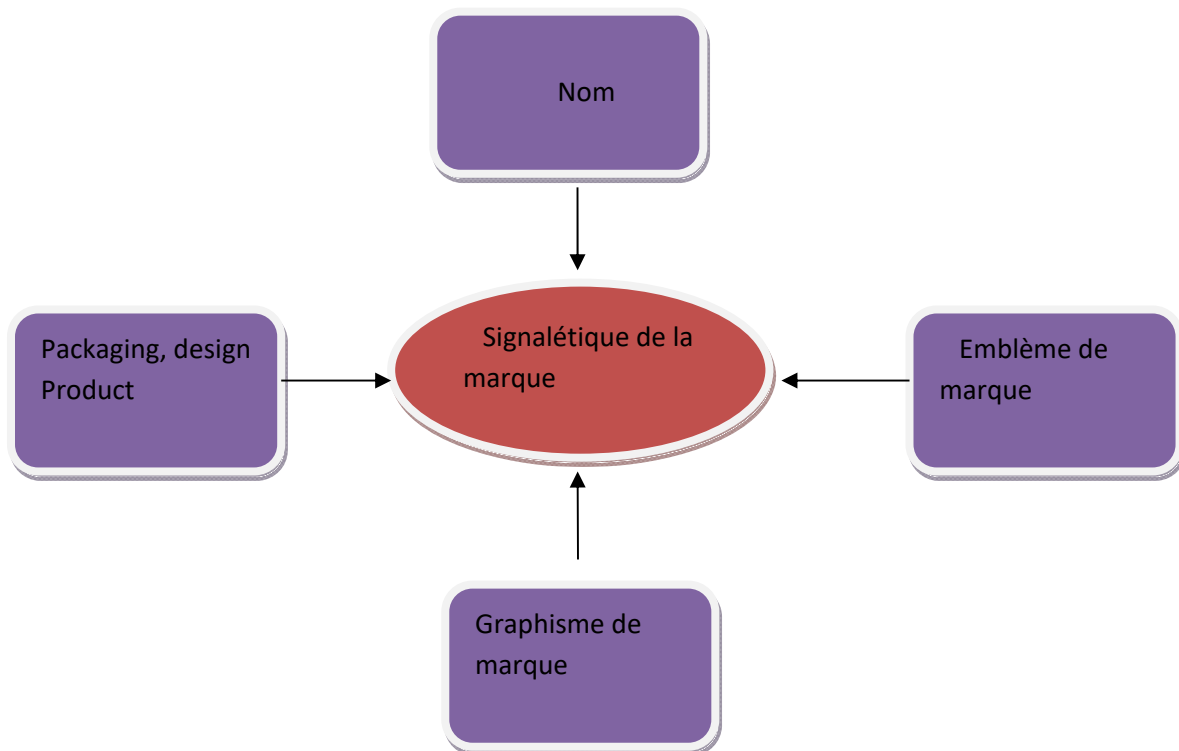 Nom
Packaging, design
Product
Signalétique de la
marque
Emblème de
marque
Graphisme de
marque